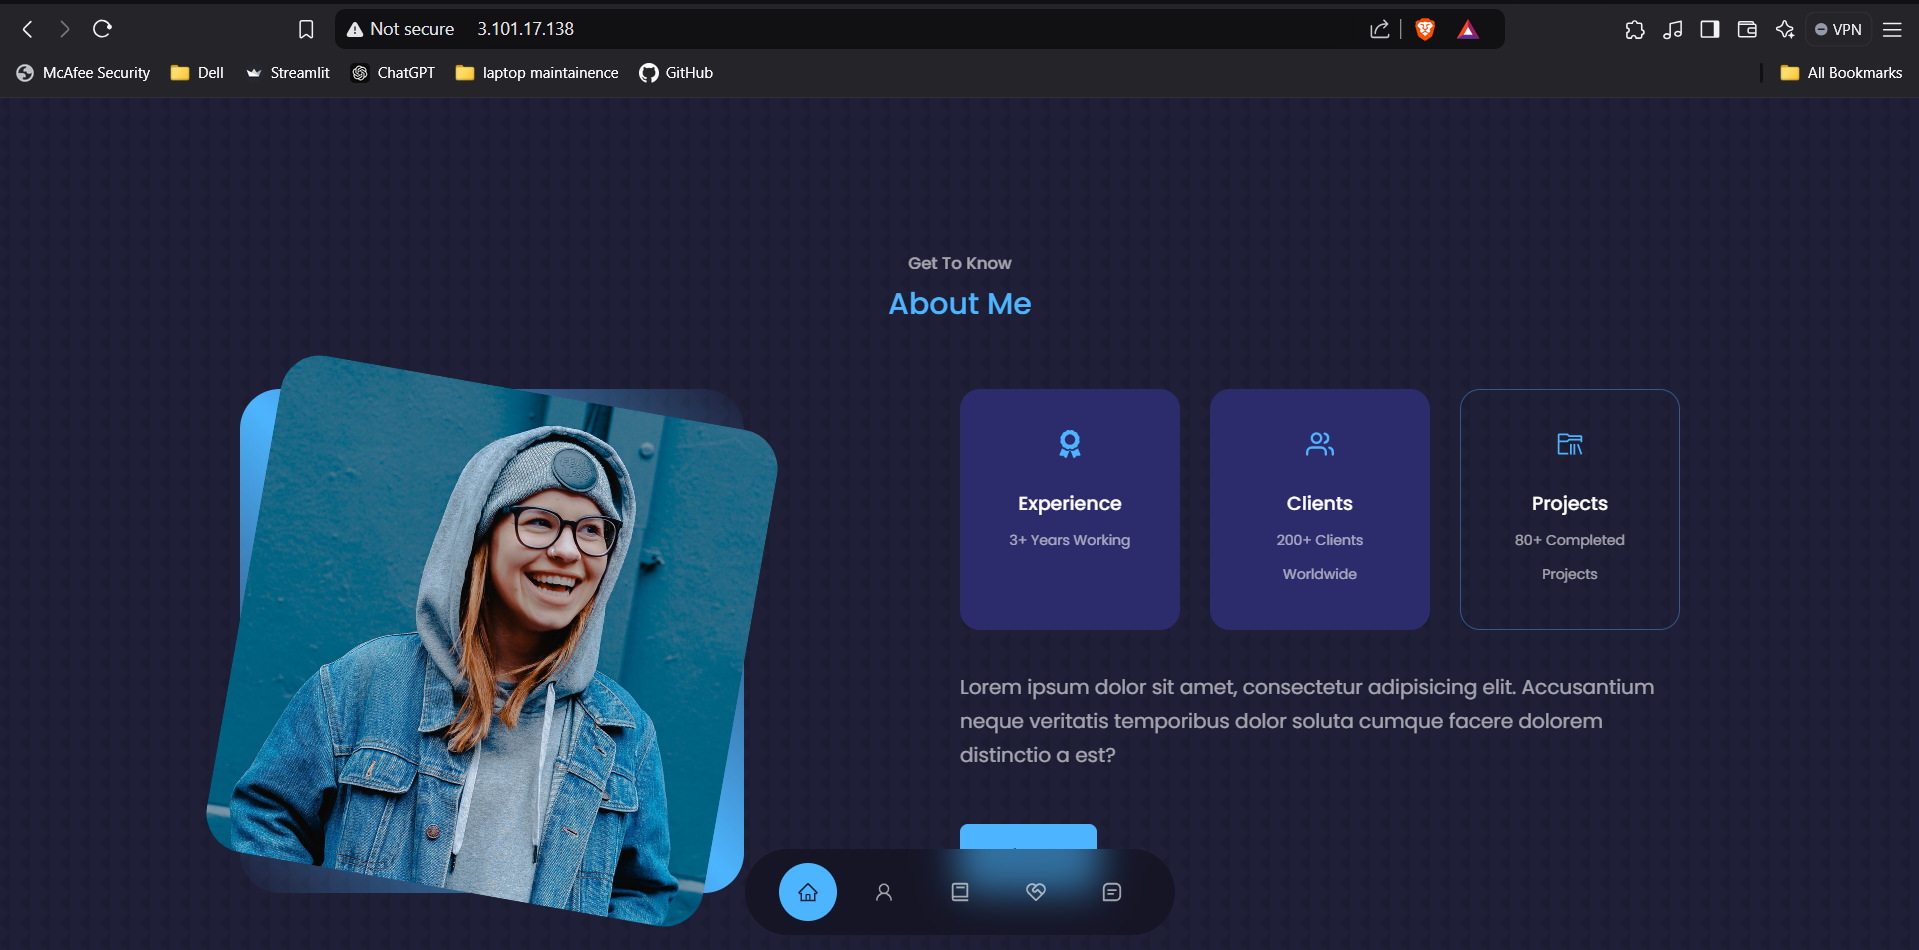 Not secure
3.101.17.138
VPN
McAfee Security
Dell
Streamlit
ChatGPT
laptop maintainence
GitHub
All Bookmarks
Get To Know
About Me
Experience
3+ Years Working
Clients
200+ Clients
Worldwide
Projects
80+ Completed
Projects
Lorem ipsum dolor sit amet, consectetur adipisicing elit. Accusantium
neque veritatis temporibus dolor soluta cumque facere dolorem
distinctio a est?